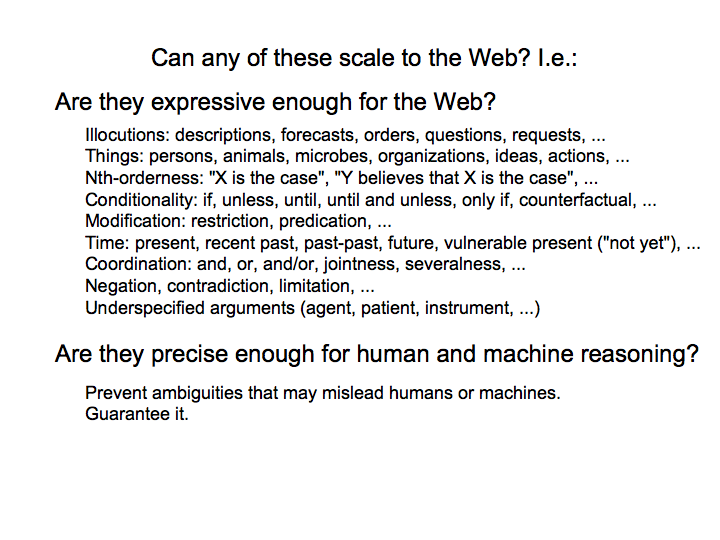 Can any of these scale to the Web? I.e.:
Are they expressive enough for the Web?
Illocutions: descriptions, forecasts, orders, questions, requests, ...
Things: persons, animals, microbes, organizations, ideas, actions, ...
Nth-orderness: "X is the case", "Y believes that X is the case", ...
Conditionality: if, unless, until, until and unless, only if, counterfactual, ...
Modification: restriction, predication, ...
Time: present, recent past, past-past, future, vulnerable present ("not yet"), ...
Coordination: and, or, and/or, jointness, severalness, ...
Negation, contradiction, limitation, ...
Underspecified arguments (agent, patient, instrument, ...)
Are they precise enough for human and machine reasoning?
Prevent ambiguities that may mislead humans or machines.
Guarantee it.